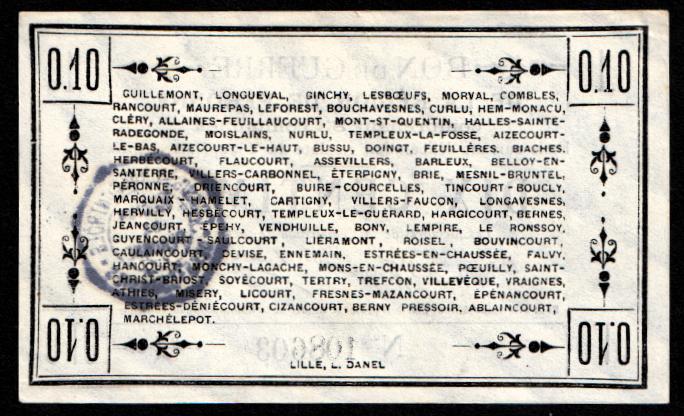 0.10 0.10
GUILLEMONT, LONGUEVAL, GINCHY, LESBŒUFS, MORVAL, COMBLES,
RANCOURT, MAUREPAS, LEFOREST, BOUCHAVESNES, CURLU, HEM-MONACU,
CLÉRY, ALLAINES-FEUILLAUCOURT, MONT-ST-QUENTIN, HALLES-SAINTE-
RADEGONDE, MOISLAINS, NURLU, TEMPLEUX-LA-FOSSE, AIZECOURT-
LE-BAS, AIZECOURT-LE-HAUT, BUSSU, DOINGT, FEUILLÈRES, BIACHES,
HERBÉCOURT, FLAUCOURT, ASSEVILLERS, BARLEUX, BELLOY-EN-
SANTERRE, VILLERS-CARBONNEL, ÉTERPIGNY, BRIE, MESNIL-BRUNTEL,
PÉRONNE, DRIENCOURT, BUIRE-COURCELLES, TINCOURT-BOUCLY,
MARQUAIX-HAMELET, CARTIGNY, VILLERS-FAUCON, LONGAVESNES,
HERVILLY, HESBÉCOURT, TEMPLEUX-LE-GUÉRARD, HARGICOURT, BERNES,
JEANCOURT, ÉPEHY, VENDHUILLE, BONY, LEMPIRE, LE RONSSOY,
GUYENCOURT-SAULCOURT, LIÉRAMONT, ROISEL, BOUVINCOURT,
CAULAINCOURT, DEVISE, ENNEMAIN, ESTRÉES-EN-CHAUSSÉE, FALVY,
HANCOURT, MONCHY-LAGACHE, MONS-EN-CHAUSSÉE, PŒUILLY, SAINT-
CHRIST-BRIOST, SOYÉCOURT, TERTRY, TREFCON, VILLEVÊQUE, VRAIGNES,
ATHIES, MISERY, LICOURT, FRESNES-MAZANCOURT, ÉPÉNANCOURT,
ESTRÉES-DÉNIÉCOURT, CIZANCOURT, BERNY PRESSOIR, ABLAINCOURT,
MARCHÉLEPOT.
0.10 0.10
LILLE, L. DANEL